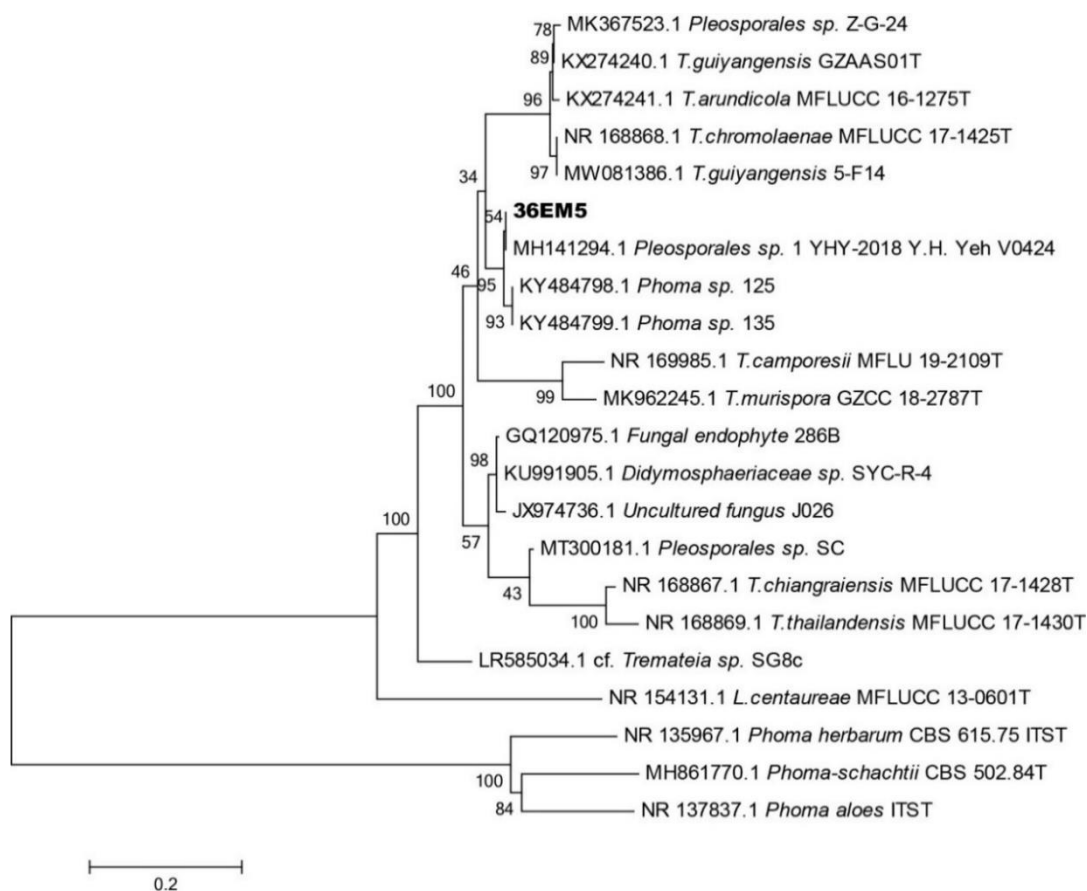 78
MK367523.1 Pleosporales sp. Z-G-24
89
KX274240.1 T.guiyangensis GZAAS01T
96
KX274241.1 T.arundicola MFLUCC 16-1275T
NR 168868.1 T.chromolaenae MFLUCC 17-1425T
97
MW081386.1 T.guiyangensis 5-F14
34
54
36EM5
MH141294.1 Pleosporales sp. 1 YHY-2018 Y.H. Yeh V0424
46
95
KY484798.1 Phoma sp. 125
93
KY484799.1 Phoma sp. 135
NR 169985.1 T.camporesii MFLU 19-2109T
99
MK962245.1 T.murispora GZCC 18-2787T
100
GQ120975.1 Fungal endophyte 286B
98
KU991905.1 Didymosphaeriaceae sp. SYC-R-4
JX974736.1 Uncultured fungus J026
100
57
MT300181.1 Pleosporales sp. SC
43
NR 168867.1 T.chiangraiensis MFLUCC 17-1428T
100
NR 168869.1 T.thailandensis MFLUCC 17-1430T
LR585034.1 cf. Tremateia sp. SG8c
NR 154131.1 L.centaureae MFLUCC 13-0601T
NR 135967.1 Phoma herbarum CBS 615.75 ITST
100
MH861770.1 Phoma-schachtii CBS 502.84T
84
NR 137837.1 Phoma aloes ITST
0.2